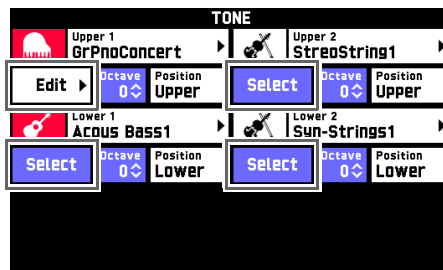 TONE
Upper 1
GrPnoConcert
Upper 2
StreoString1
Edit
Octave
0
Position
Upper
Select
Octave
0
Position
Upper
Lower 1
Acous Bass1
Lower 2
Syn-Strings1
Select
Octave
0
Position
Lower
Select
Octave
0
Position
Lower